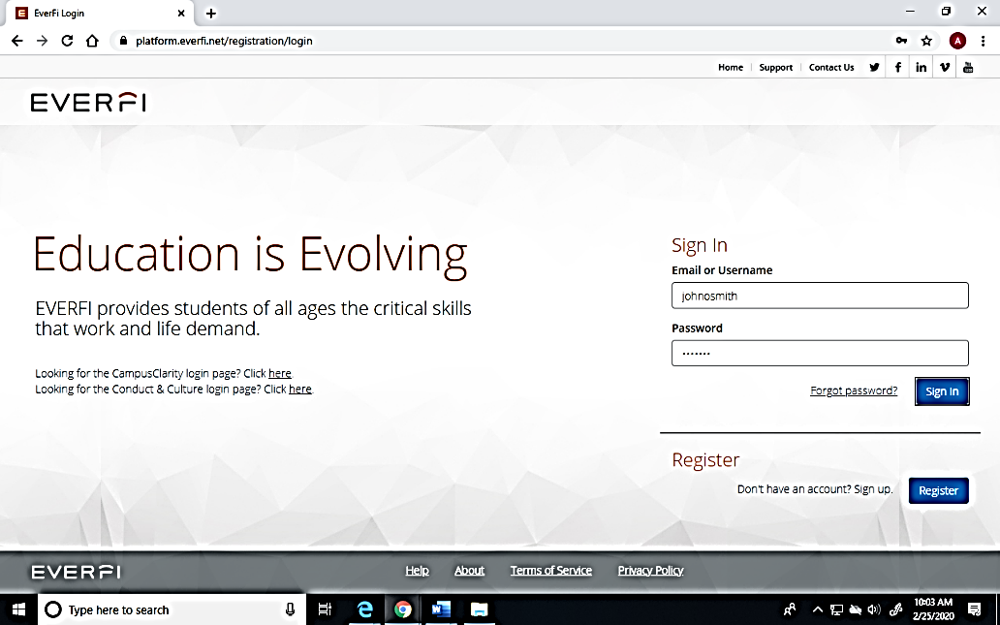 EverFi Login
platform.everfi.net/registration/login
A
Home Support Contact Us
EVERFI
Education is Evolving
EVERFI provides students of all ages the critical skills
that work and life demand.
Looking for the CampusClarity login page? Click here
Looking for the Conduct & Culture login page? Click here.
Sign In
Email or Username
johnosmith
Password
·······
Forgot password? Sign In
Register
Don't have an account? Sign up. Register
EVERFI Help About Terms of Service Privacy Policy
Type here to search
10:03 AM
2/25/2020